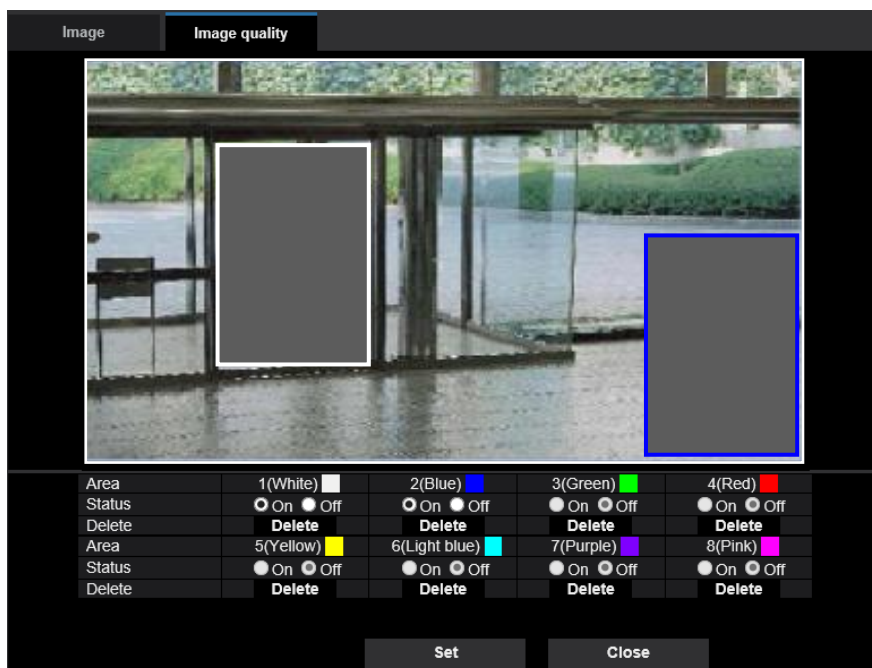 Image Image quality
Area 1(White) 2(Blue) 3(Green) 4(Red)
Status On Off On Off On Off On Off
Delete Delete Delete Delete Delete
Area 5(Yellow) 6(Light blue) 7(Purple) 8(Pink)
Status On Off On Off On Off On Off
Delete Delete Delete Delete Delete
Set Close